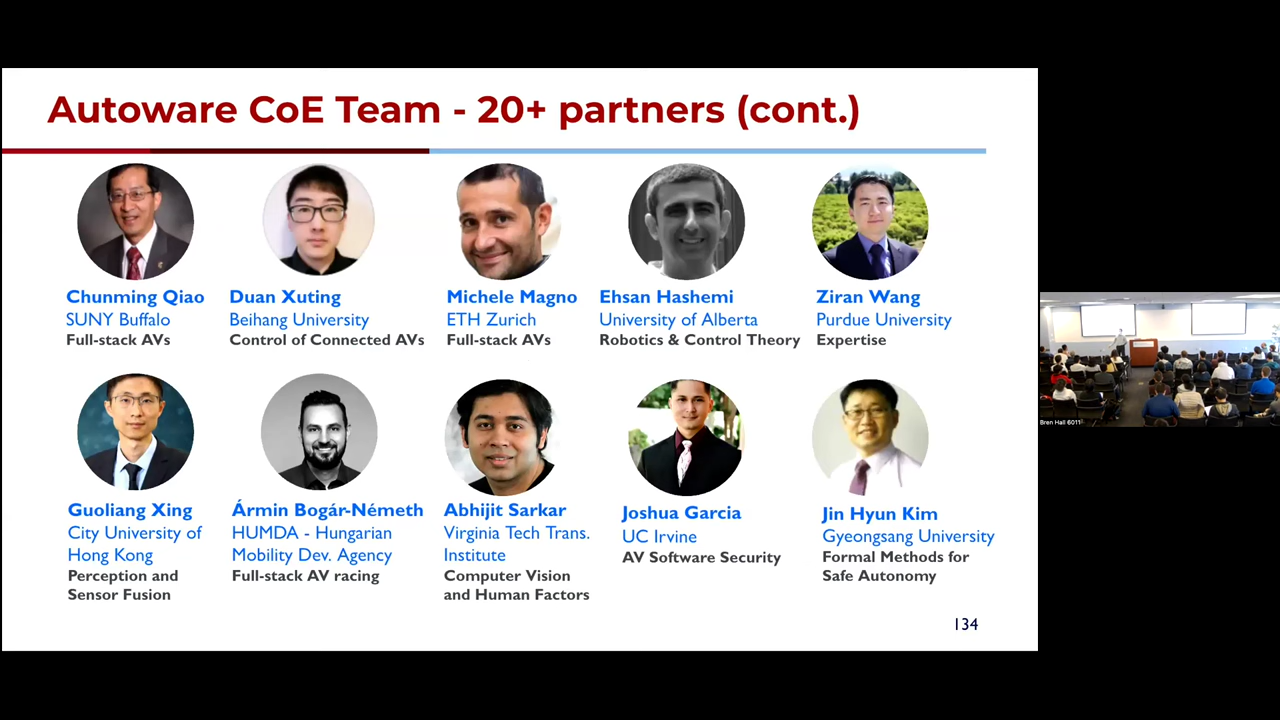 Autoware CoE Team - 20+ partners (cont.)
Chunming Qiao
SUNY Buffalo
Full-stack AVs
Duan Xuting
Beihang University
Control of Connected AVs
Michele Magno
ETH Zurich
Full-stack AVs
Ehsan Hashemi
University of Alberta
Robotics & Control Theory
Ziran Wang
Purdue University
Expertise
Guoliang Xing
City University of
Hong Kong
Perception and
Sensor Fusion
Ármin Bogár-Németh
HUMDA - Hungarian
Mobility Dev. Agency
Full-stack AV racing
Abhijit Sarkar
Virginia Tech Trans.
Institute
Computer Vision
and Human Factors
Joshua Garcia
UC Irvine
AV Software Security
Jin Hyun Kim
Gyeongsang University
Formal Methods for
Safe Autonomy
134
Bren Hall 6011